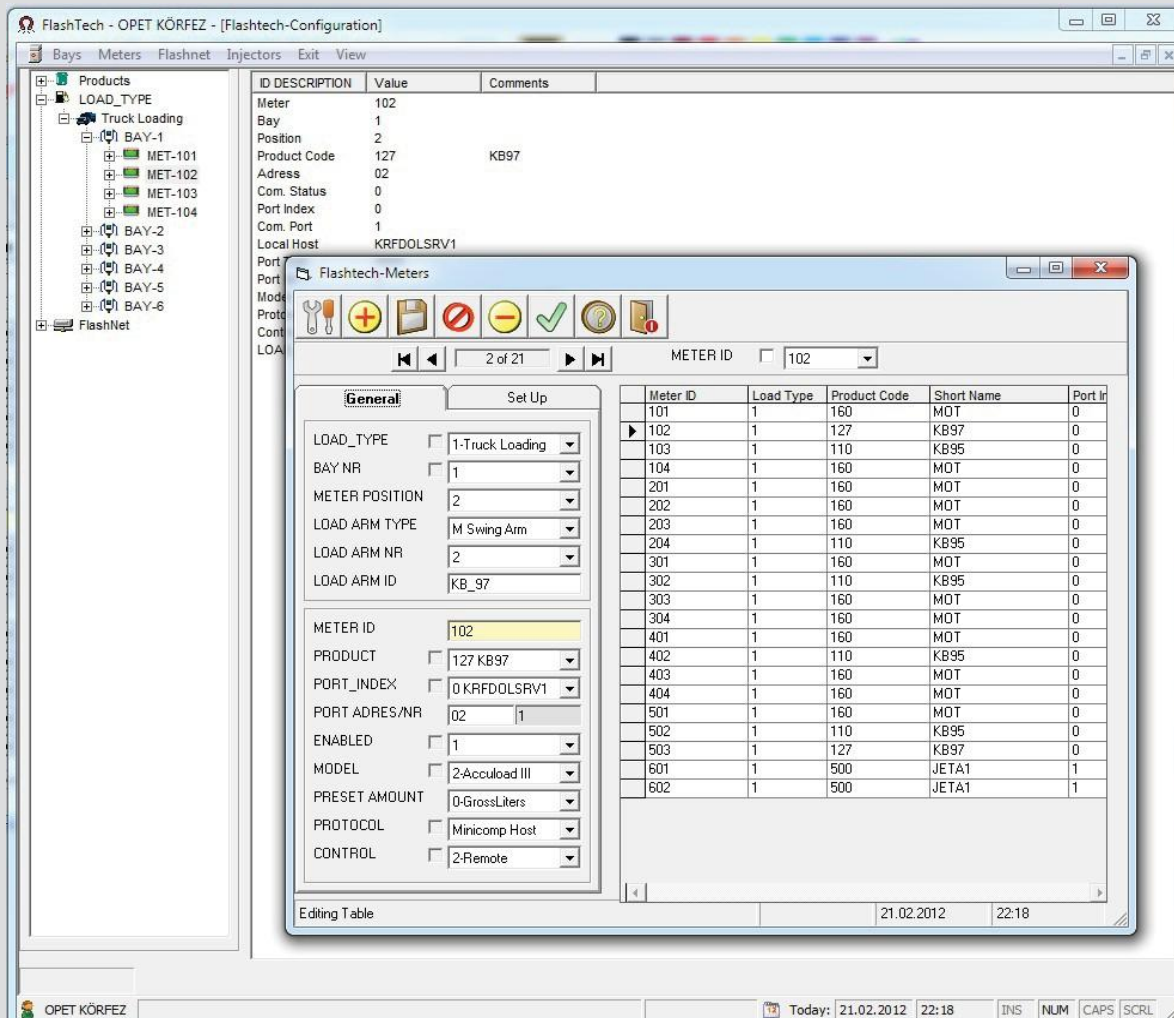 FlashTech - OPET KÖRFEZ - [Flashtech-Configuration]
Bays Meters Flashnet Injectors Exit View
Products
LOAD_TYPE
Truck Loading
BAY-1
MET-101
MET-102
MET-103
MET-104
BAY-2
BAY-3
BAY-4
BAY-5
BAY-6
FlashNet
ID DESCRIPTION Value Comments
Meter 102
Bay 1
Position 2
Product Code 127 KB97
Adress 02
Com. Status 0
Port Index 0
Com. Port 1
Local Host KRFDOLSRV1
Port
Port
Flashtech-Meters
2 of 21 METER ID 102
General Set Up
LOAD_TYPE 1-Truck Loading
BAY NR 1
METER POSITION 2
LOAD ARM TYPE M Swing Arm
LOAD ARM NR 2
LOAD ARM ID KB_97
METER ID 102
PRODUCT 127 KB97
PORT_INDEX 0 KRFDOLSRV1
PORT ADRES/NR 02 1
ENABLED 1
MODEL 2-Accuload III
PRESET AMOUNT 0-GrossLiters
PROTOCOL Minicomp Host
CONTROL 2-Remote
Meter ID Load Type Product Code Short Name Port
101 1 160 MOT 0
102 1 127 KB97 0
103 1 110 KB95 0
104 1 160 MOT 0
201 1 160 MOT 0
202 1 160 MOT 0
203 1 160 MOT 0
204 1 110 KB95 0
301 1 160 MOT 0
302 1 110 KB95 0
303 1 160 MOT 0
304 1 160 MOT 0
401 1 160 MOT 0
402 1 110 KB95 0
403 1 160 MOT 0
404 1 160 MOT 0
501 1 160 MOT 0
502 1 110 KB95 0
503 1 127 KB97 0
601 1 500 JETA1 1
602 1 500 JETA1 1
Editing Table 21.02.2012 22:18
OPET KÖRFEZ Today: 21.02.2012 22:18 INS NUM CAPS SCRL